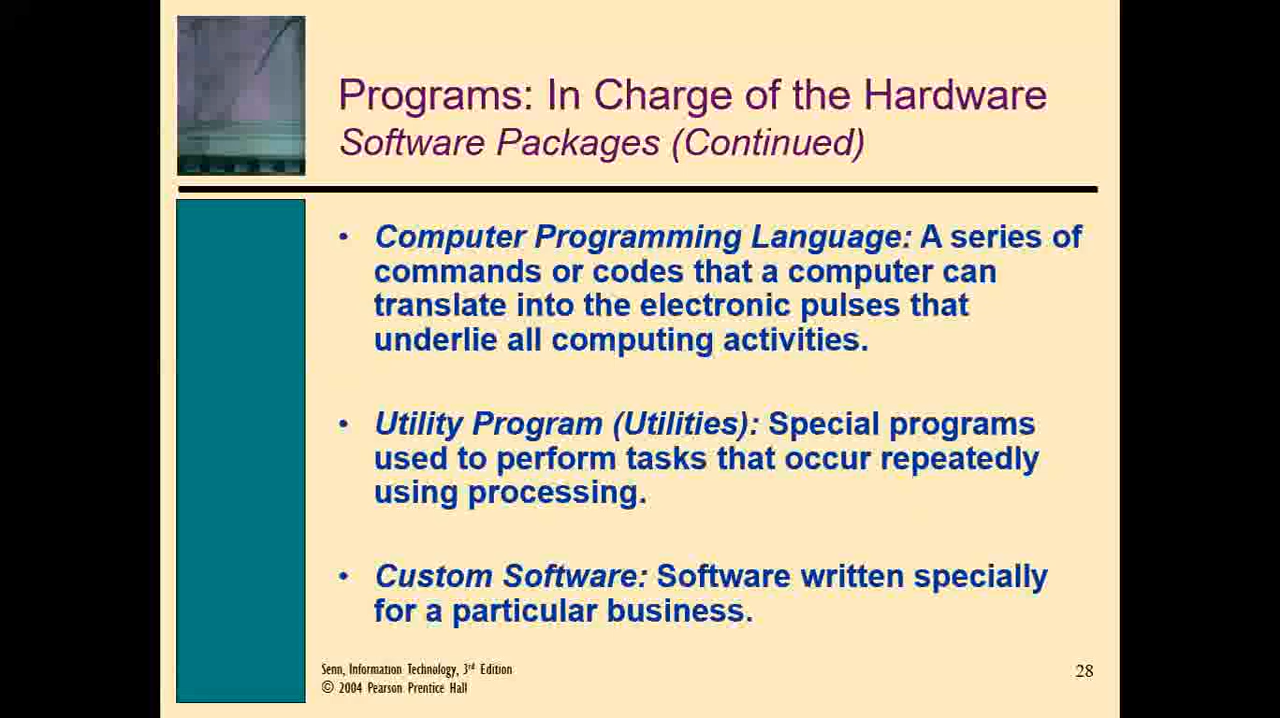 Programs: In Charge of the Hardware
Software Packages (Continued)
• Computer Programming Language: A series of
commands or codes that a computer can
translate into the electronic pulses that
underlie all computing activities.
• Utility Program (Utilities): Special programs
used to perform tasks that occur repeatedly
using processing.
• Custom Software: Software written specially
for a particular business.
Senn, Information Technology, 3rd Edition
© 2004 Pearson Prentice Hall
28